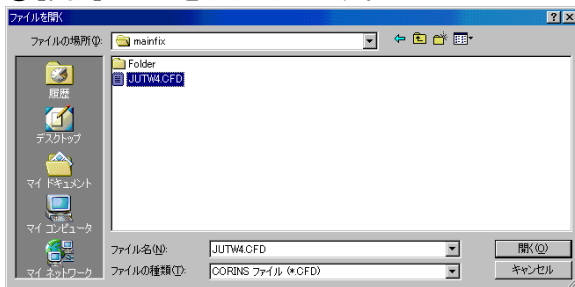 ファイルを開く
ファイルの場所(I):
mainfix
Folder
JUTW4.CFD
履歴
デスクトップ
マイ ドキュメント
マイ コンピュータ
マイ ネットワーク
ファイル名(N):
JUTW4.CFD
開く(O)
ファイルの種類(T):
CORINS ファイル (*.CFD)
キャンセル